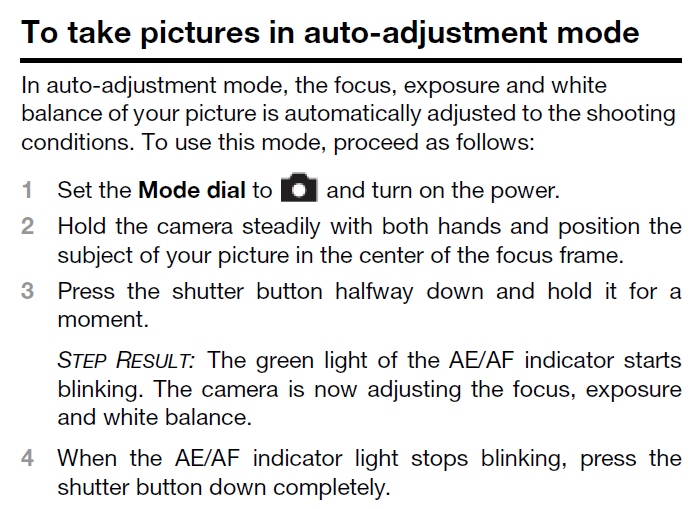 To take pictures in auto-adjustment mode
In auto-adjustment mode, the focus, exposure and white
balance of your picture is automatically adjusted to the shooting
conditions. To use this mode, proceed as follows:
1 Set the Mode dial to and turn on the power.
2 Hold the camera steadily with both hands and position the
subject of your picture in the center of the focus frame.
3 Press the shutter button halfway down and hold it for a
moment.
STEP RESULT: The green light of the AE/AF indicator starts
blinking. The camera is now adjusting the focus, exposure
and white balance.
4 When the AE/AF indicator light stops blinking, press the
shutter button down completely.